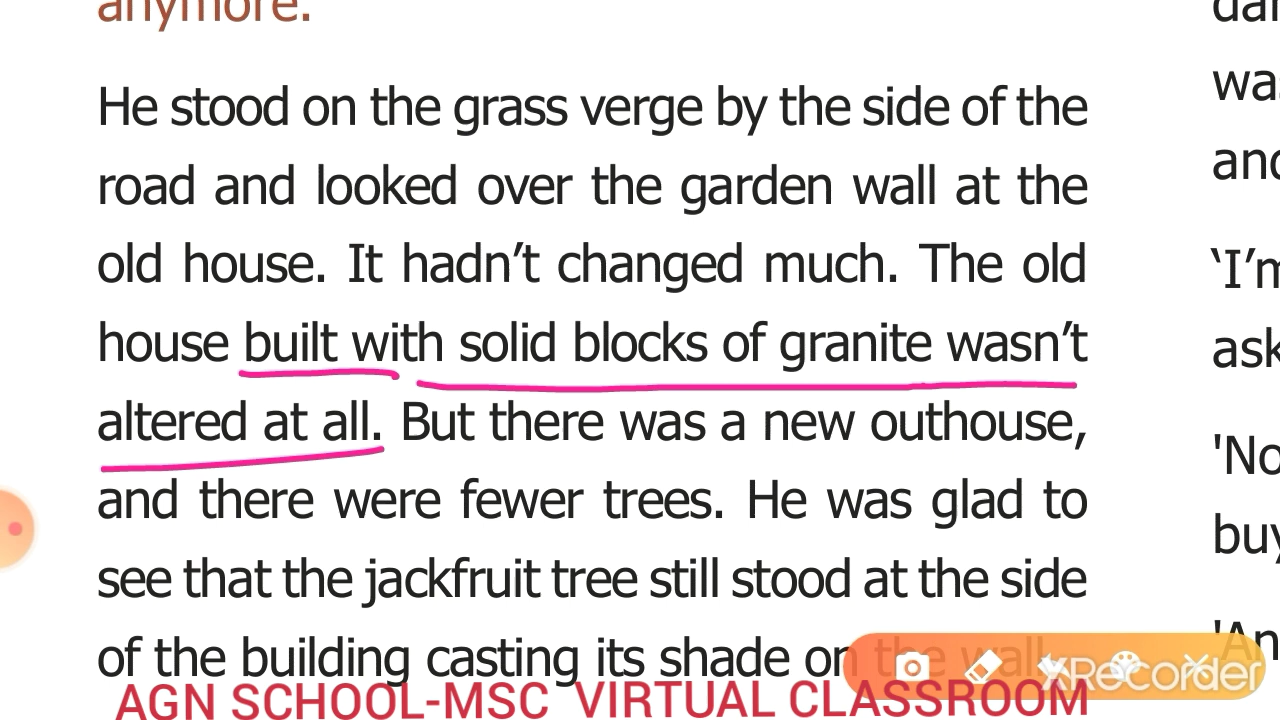 anymore.
He stood on the grass verge by the side of the
road and looked over the garden wall at the
old house. It hadn't changed much. The old
house built with solid blocks of granite wasn't
altered at all. But there was a new outhouse,
and there were fewer trees. He was glad to
see that the jackfruit tree still stood at the side
of the building casting its shade on the wall.
AGN SCHOOL-MSC VIRTUAL CLASSROOM
XRecorder
'I'm
'No